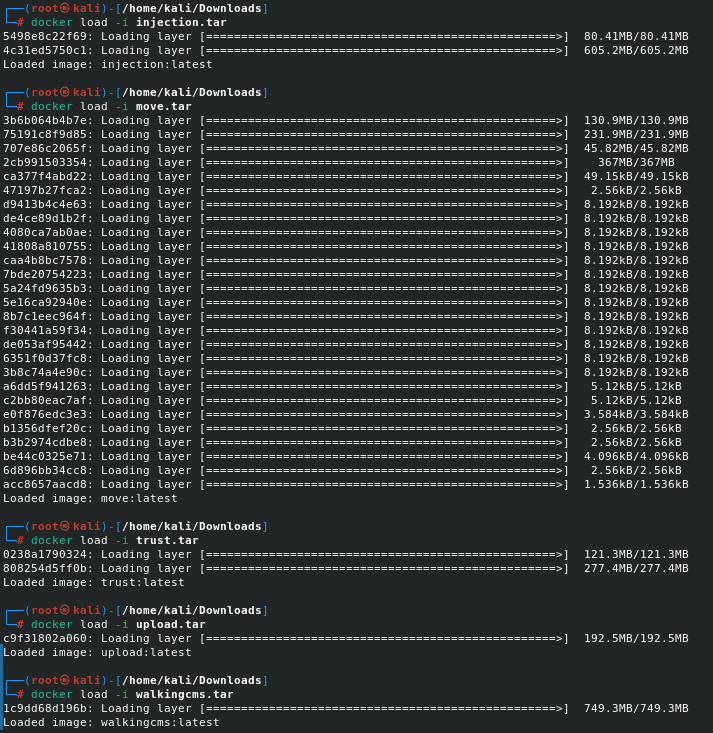 ┌──(root㉿kali)-[/home/kali/Downloads]
└─# docker load -i injection.tar
5498e8c22f69: Loading layer [==================================================>]  80.41MB/80.41MB
4c31ed5750c1: Loading layer [==================================================>]  605.2MB/605.2MB
Loaded image: injection:latest
┌──(root㉿kali)-[/home/kali/Downloads]
└─# docker load -i move.tar
3b6b064b4b7e: Loading layer [==================================================>]  130.9MB/130.9MB
75191c8f9d85: Loading layer [==================================================>]  231.9MB/231.9MB
707e86c2065f: Loading layer [==================================================>]  45.82MB/45.82MB
2cb991503354: Loading layer [==================================================>]    367MB/367MB
ca377f4abd22: Loading layer [==================================================>]  49.15kB/49.15kB
47197b27fca2: Loading layer [==================================================>]   2.56kB/2.56kB
d9413b4c4e63: Loading layer [==================================================>]  8.192kB/8.192kB
de4ce89d1b2f: Loading layer [==================================================>]  8.192kB/8.192kB
4080ca7ab0ae: Loading layer [==================================================>]  8.192kB/8.192kB
41808a810755: Loading layer [==================================================>]  8.192kB/8.192kB
caa4b8bc7578: Loading layer [==================================================>]  8.192kB/8.192kB
7bde20754223: Loading layer [==================================================>]  8.192kB/8.192kB
5a24fd9635b3: Loading layer [==================================================>]  8.192kB/8.192kB
5e16ca92940e: Loading layer [==================================================>]  8.192kB/8.192kB
8b7c1eec964f: Loading layer [==================================================>]  8.192kB/8.192kB
f30441a59f34: Loading layer [==================================================>]  8.192kB/8.192kB
de053af95442: Loading layer [==================================================>]  8.192kB/8.192kB
6351f0d37fc8: Loading layer [==================================================>]  8.192kB/8.192kB
3b8c74a4e90c: Loading layer [==================================================>]  8.192kB/8.192kB
a6dd5f941263: Loading layer [==================================================>]   5.12kB/5.12kB
c2bb80eac7af: Loading layer [==================================================>]   5.12kB/5.12kB
e0f876edc3e3: Loading layer [==================================================>]  3.584kB/3.584kB
b1356dfef20c: Loading layer [==================================================>]   2.56kB/2.56kB
b3b2974cdbe8: Loading layer [==================================================>]   2.56kB/2.56kB
be44c0325e71: Loading layer [==================================================>]  4.096kB/4.096kB
6d896bb34cc8: Loading layer [==================================================>]   2.56kB/2.56kB
acc8657aacd8: Loading layer [==================================================>]  1.536kB/1.536kB
Loaded image: move:latest
┌──(root㉿kali)-[/home/kali/Downloads]
└─# docker load -i trust.tar
0238a1790324: Loading layer [==================================================>]  121.3MB/121.3MB
808254d5ff0b: Loading layer [==================================================>]  277.4MB/277.4MB
Loaded image: trust:latest
┌──(root㉿kali)-[/home/kali/Downloads]
└─# docker load -i upload.tar
c9f31802a060: Loading layer [==================================================>]  192.5MB/192.5MB
Loaded image: upload:latest
┌──(root㉿kali)-[/home/kali/Downloads]
└─# docker load -i walkingcms.tar
1c9dd68d196b: Loading layer [==================================================>]  749.3MB/749.3MB
Loaded image: walkingcms:latest